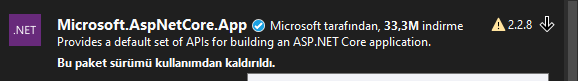 .NET
Microsoft.AspNetCore.App Microsoft tarafından, 33,3M indirme 2.2.8
Provides a default set of APIs for building an ASP.NET Core application.
Bu paket sürümü kullanımdan kaldırıldı.